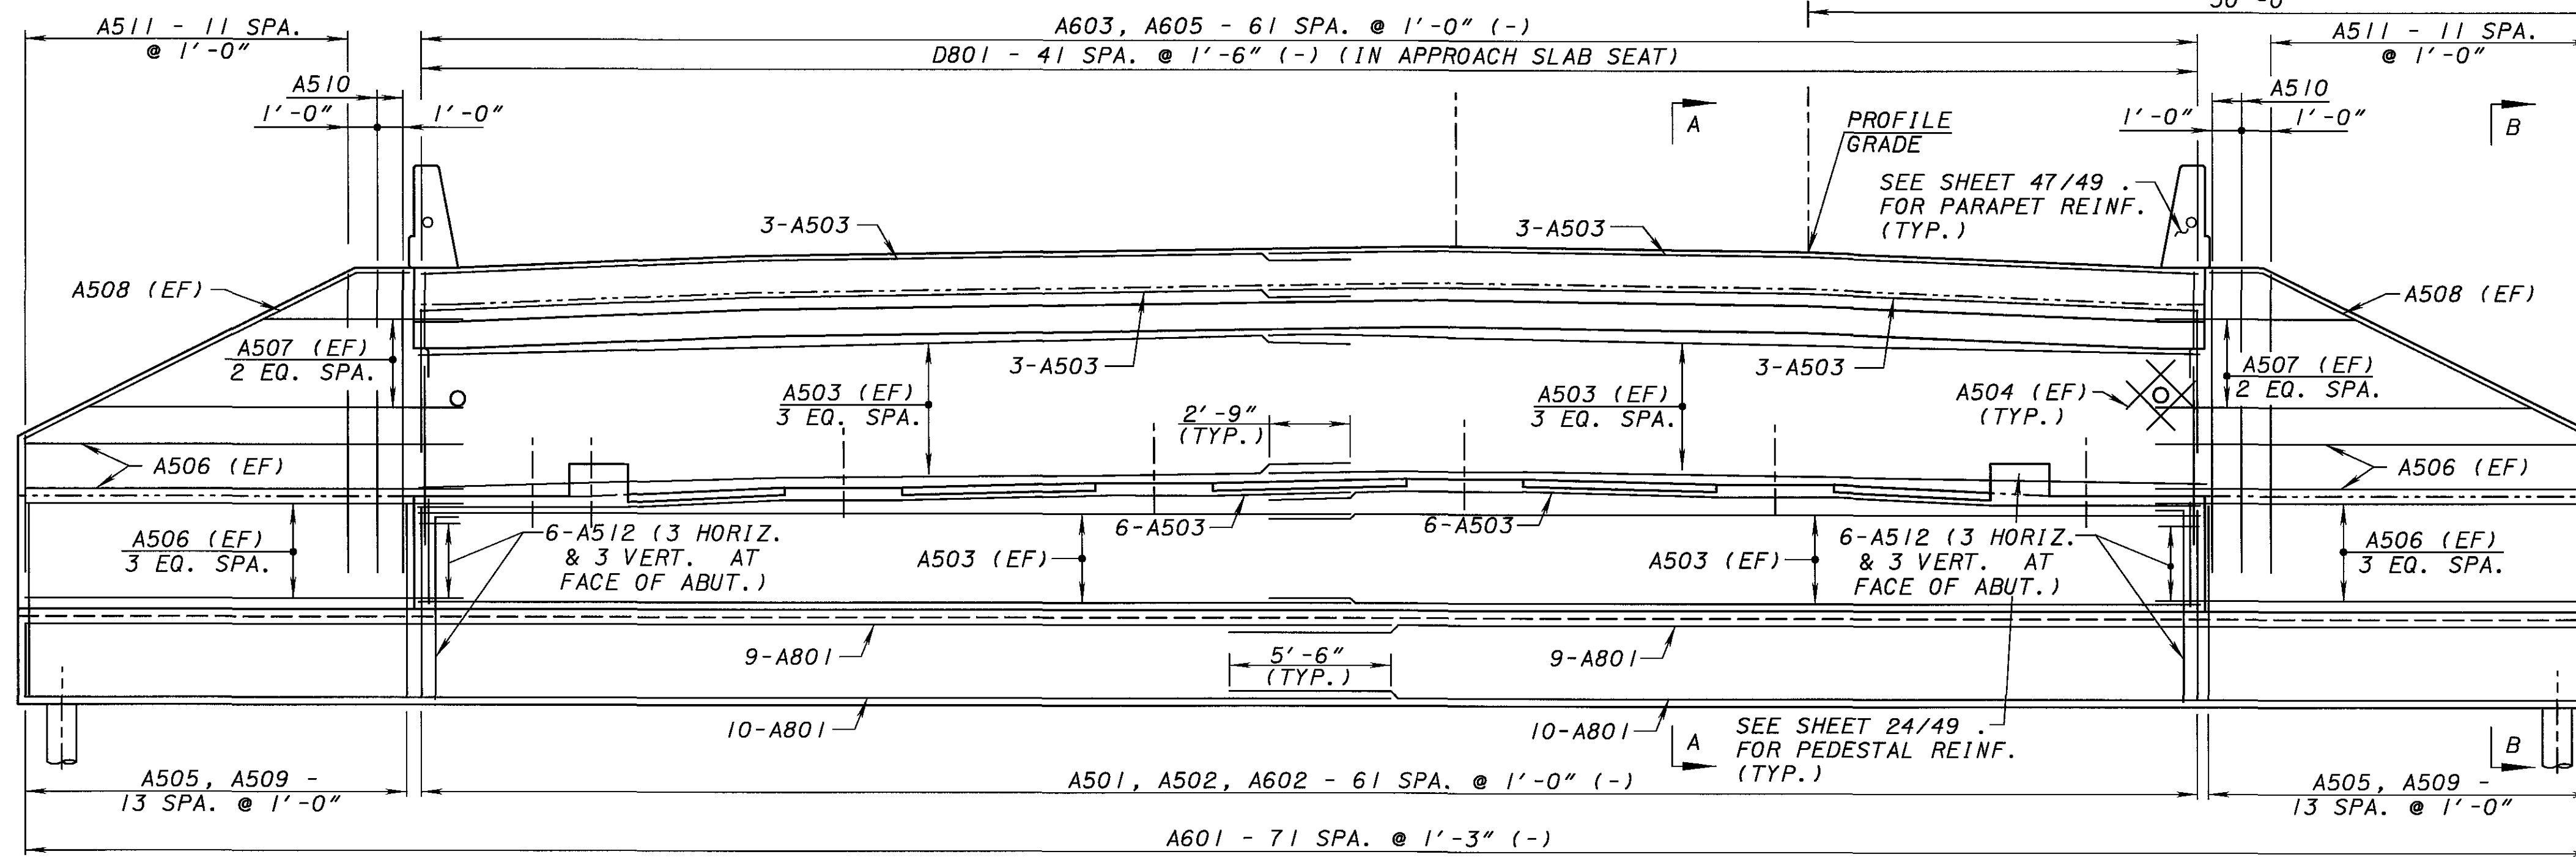 A511 - 11 SPA.
@ 1'-0"
A603, A605 - 61 SPA. @ 1'-0" (-)
D801 - 41 SPA. @ 1'-6" (-) (IN APPROACH SLAB SEAT)
A511 - 11 SPA.
@ 1'-0"
A510
1'-0"
1'-0"
A
PROFILE
GRADE
A510
1'-0"
1'-0"
B
SEE SHEET 47/49 .
FOR PARAPET REINF.
(TYP.)
3-A503
3-A503
A508 (EF)
A508 (EF)
A507 (EF)
2 EQ. SPA.
3-A503
3-A503
A507 (EF)
2 EQ. SPA.
A503 (EF)
3 EQ. SPA.
A503 (EF)
3 EQ. SPA.
A504 (EF)
(TYP.)
2'-9"
(TYP.)
A506 (EF)
A506 (EF)
6-A503
6-A503
6-A512 (3 HORIZ.
& 3 VERT. AT
FACE OF ABUT.)
6-A512 (3 HORIZ.
& 3 VERT. AT
FACE OF ABUT.)
A506 (EF)
3 EQ. SPA.
A503 (EF)
A503 (EF)
A506 (EF)
3 EQ. SPA.
9-A801
9-A801
5'-6"
(TYP.)
10-A801
10-A801
SEE SHEET 24/49 .
FOR PEDESTAL REINF.
(TYP.)
A
B
A505, A509 -
13 SPA. @ 1'-0"
A501, A502, A602 - 61 SPA. @ 1'-0" (-)
A505, A509 -
13 SPA. @ 1'-0"
A601 - 71 SPA. @ 1'-3" (-)